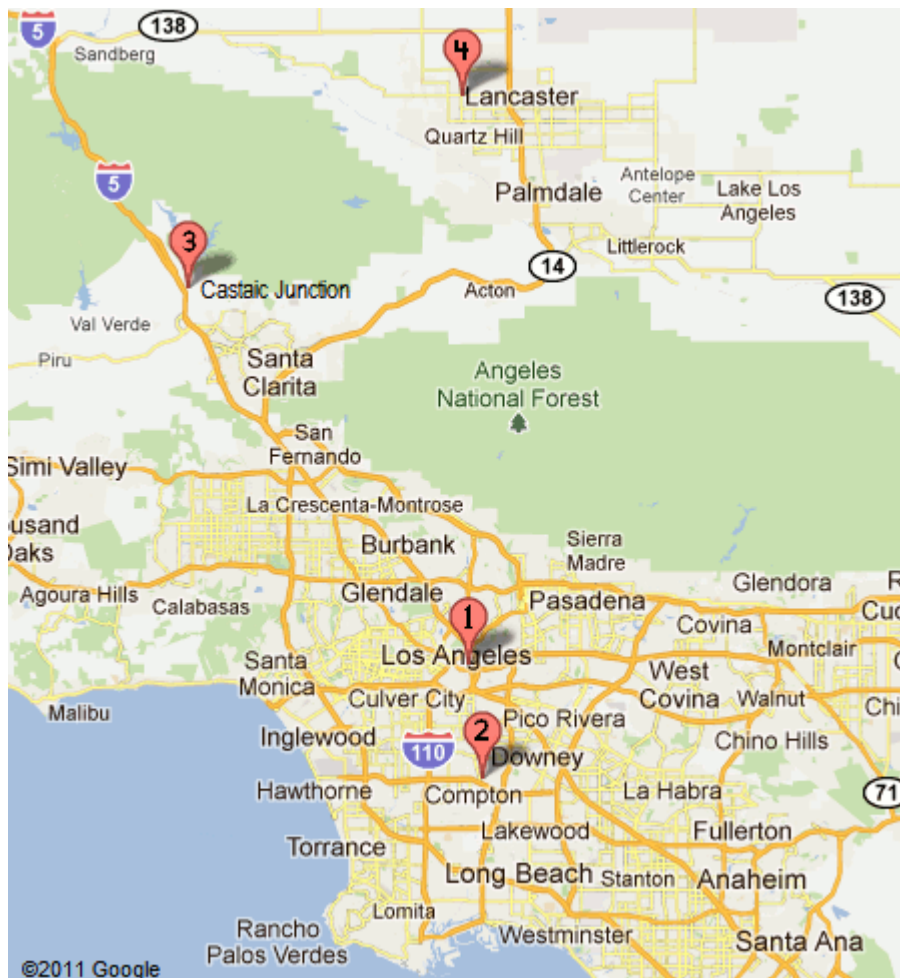 5
138
Sandberg
4
Lancaster
Quartz Hill
5
Palmdale
Antelope
Center
Lake Los
Angeles
3
Littlerock
14
Castaic Junction
Acton
138
Val Verde
Piru
Santa
Clarita
Angeles
National Forest
San
Fernando
Simi Valley
La Crescenta-Montrose
ousand
Oaks
Burbank
Sierra
Madre
Agoura Hills
Calabasas
Glendale
Pasadena
Glendora
R
Cuc
1
Covina
Los Angeles
Montclair
C
Santa
Monica
West
Covina
Culver City
Walnut
Chi
Malibu
Pico Rivera
Inglewood
2
110
Downey
Chino Hills
Hawthorne
Compton
La Habra
71
Torrance
Lakewood
Fullerton
Long Beach
Stanton
Anaheim
Lomita
Rancho
Palos Verdes
Westminster
Santa Ana
©2011 Google